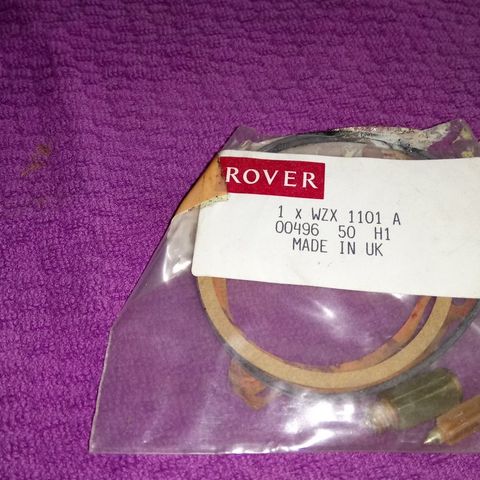 ROVER
1 x WZX 1101 A
00496 50 H1
MADE IN UK